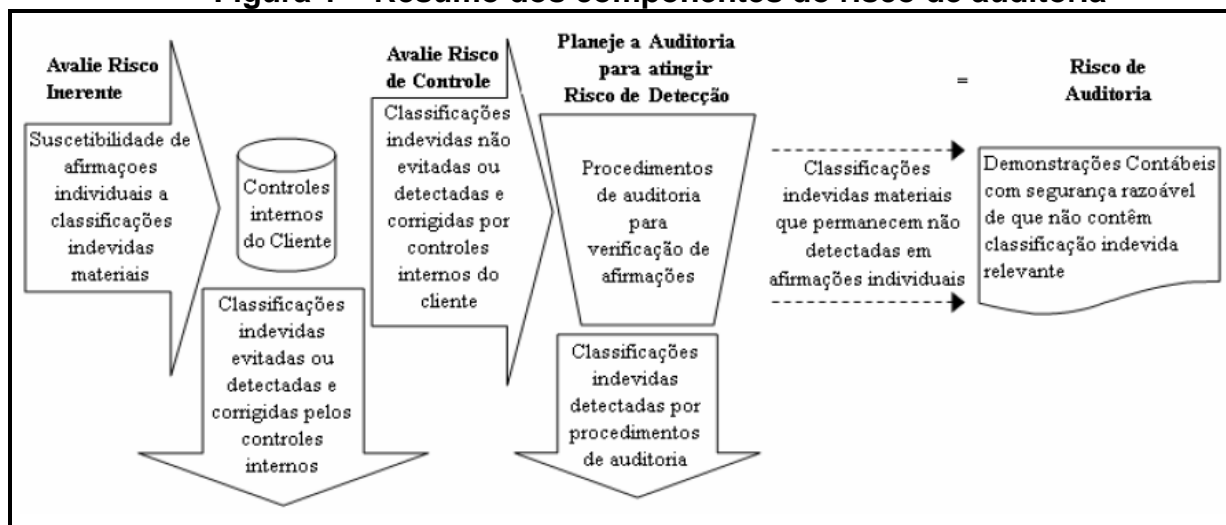 Figura 1 – Resumo dos componentes do risco de auditoria
Avalie Risco
Inerente
Suscetibilidade de
afirmaçoes
individuais a
classificações
indevidas
materiais
Controles
internos
do Cliente
Classificações
indevidas
evitadas ou
detectadas e
corrigidas pelos
controles
internos
Avalie Risco
de Controle
Classificações
indevidas não
evitadas ou
detectadas e
corrigidas por
controles
internos do
cliente
Planeje a Auditoria
para atingir
Risco de Detecção
Procedimentos
de auditoria
para
verificação de
afirmações
Classificações
indevidas
detectadas por
procedimentos
de auditoria
Classificações
indevidas materiais
que permanecem não
detectadas em
afirmações individuais
=
Risco de
Auditoria
Demonstrações Contábeis
com segurança razoável
de que não contêm
classificação indevida
relevante